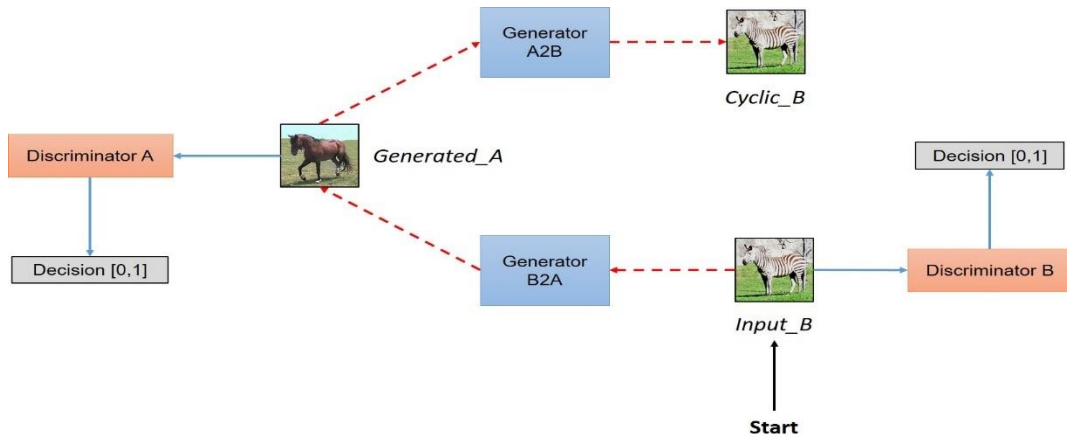 Generator
A2B
Cyclic_B
Discriminator A
Generated_A
Decision [0,1]
Decision [0,1]
Generator
B2A
Discriminator B
Input_B
Start